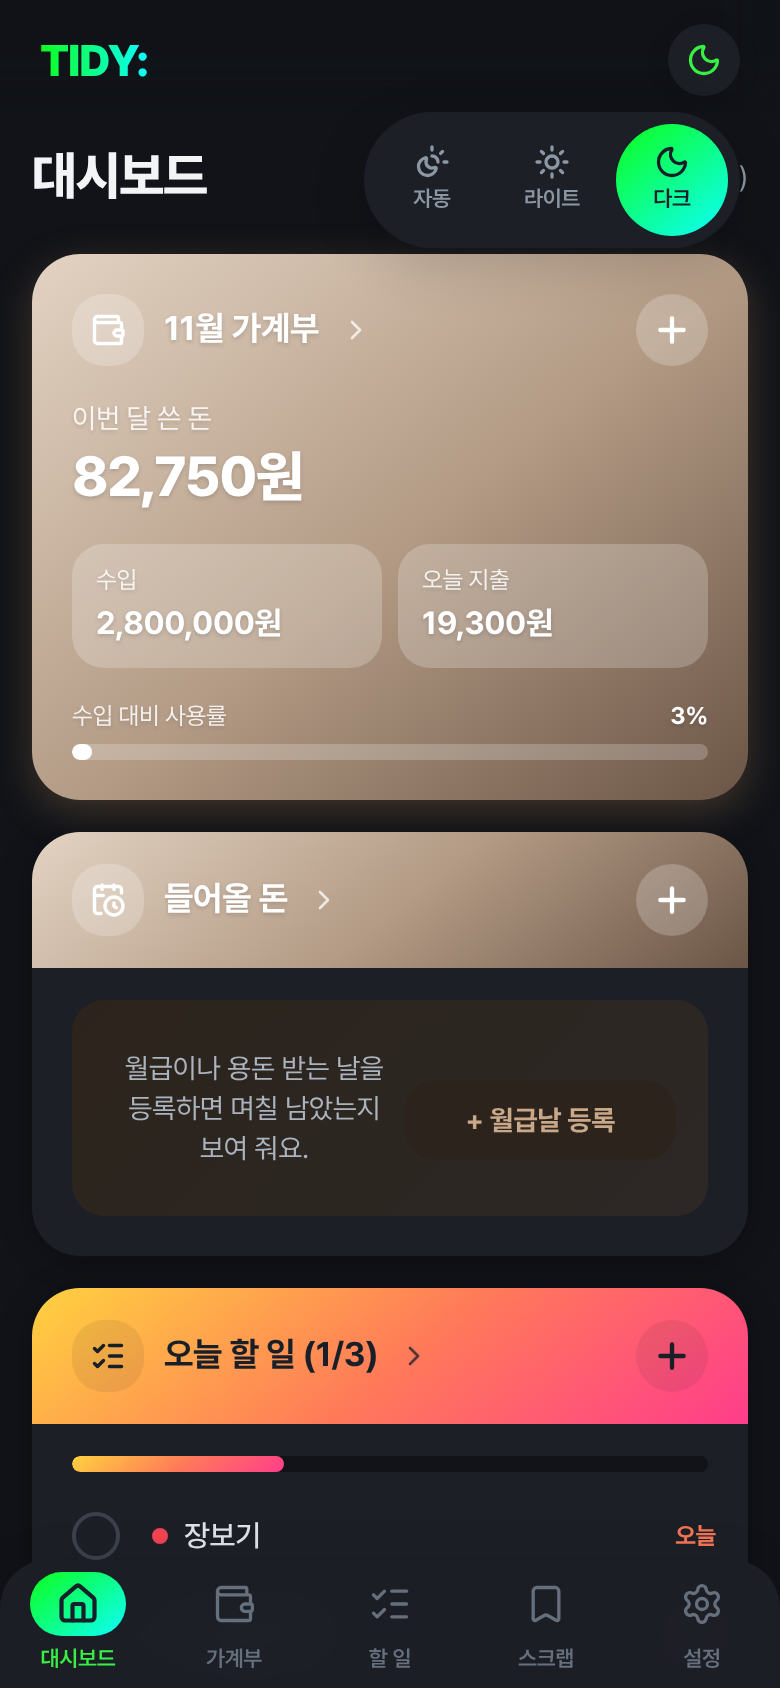 TIDY:
대시보드
자동
라이트
다크
)
11월 가계부
이번 달 쓴 돈
82,750원
수입
2,800,000원
오늘 지출
19,300원
수입 대비 사용률
3%
들어올 돈
월급이나 용돈 받는 날을
등록하면 며칠 남았는지
보여 줘요.
+ 월급날 등록
오늘 할 일 (1/3)
장보기
오늘
대시보드
가계부
할 일
스크랩
설정